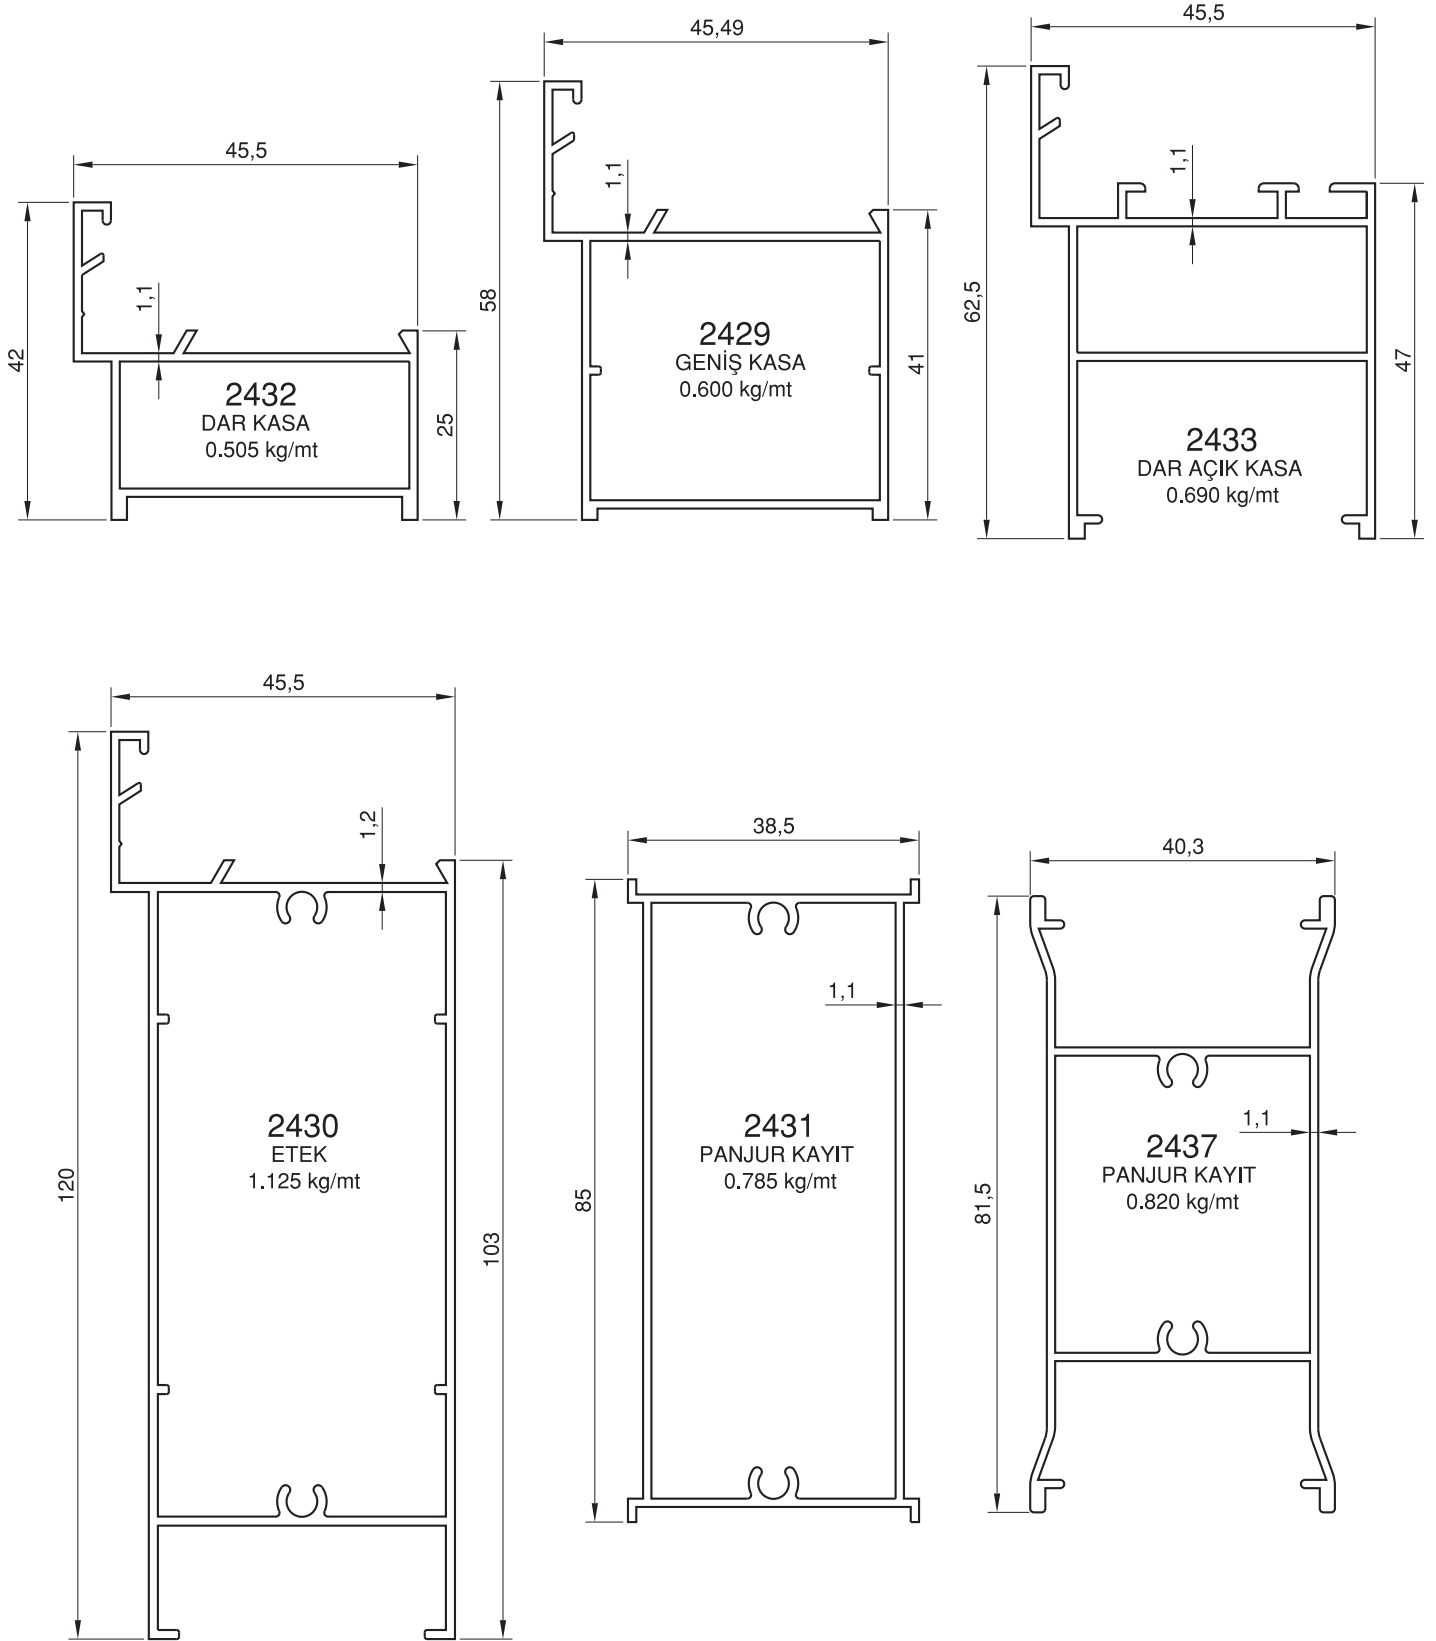 45,5
42
1,1
25
2432
DAR KASA
0.505 kg/mt
45,49
58
1,1
41
2429
GENİŞ KASA
0.600 kg/mt
45,5
62,5
1,1
47
2433
DAR AÇIK KASA
0.690 kg/mt
45,5
120
1,2
103
2430
ETEK
1.125 kg/mt
38,5
85
1,1
2431
PANJUR KAYIT
0.785 kg/mt
40,3
81,5
1,1
2437
PANJUR KAYIT
0.820 kg/mt